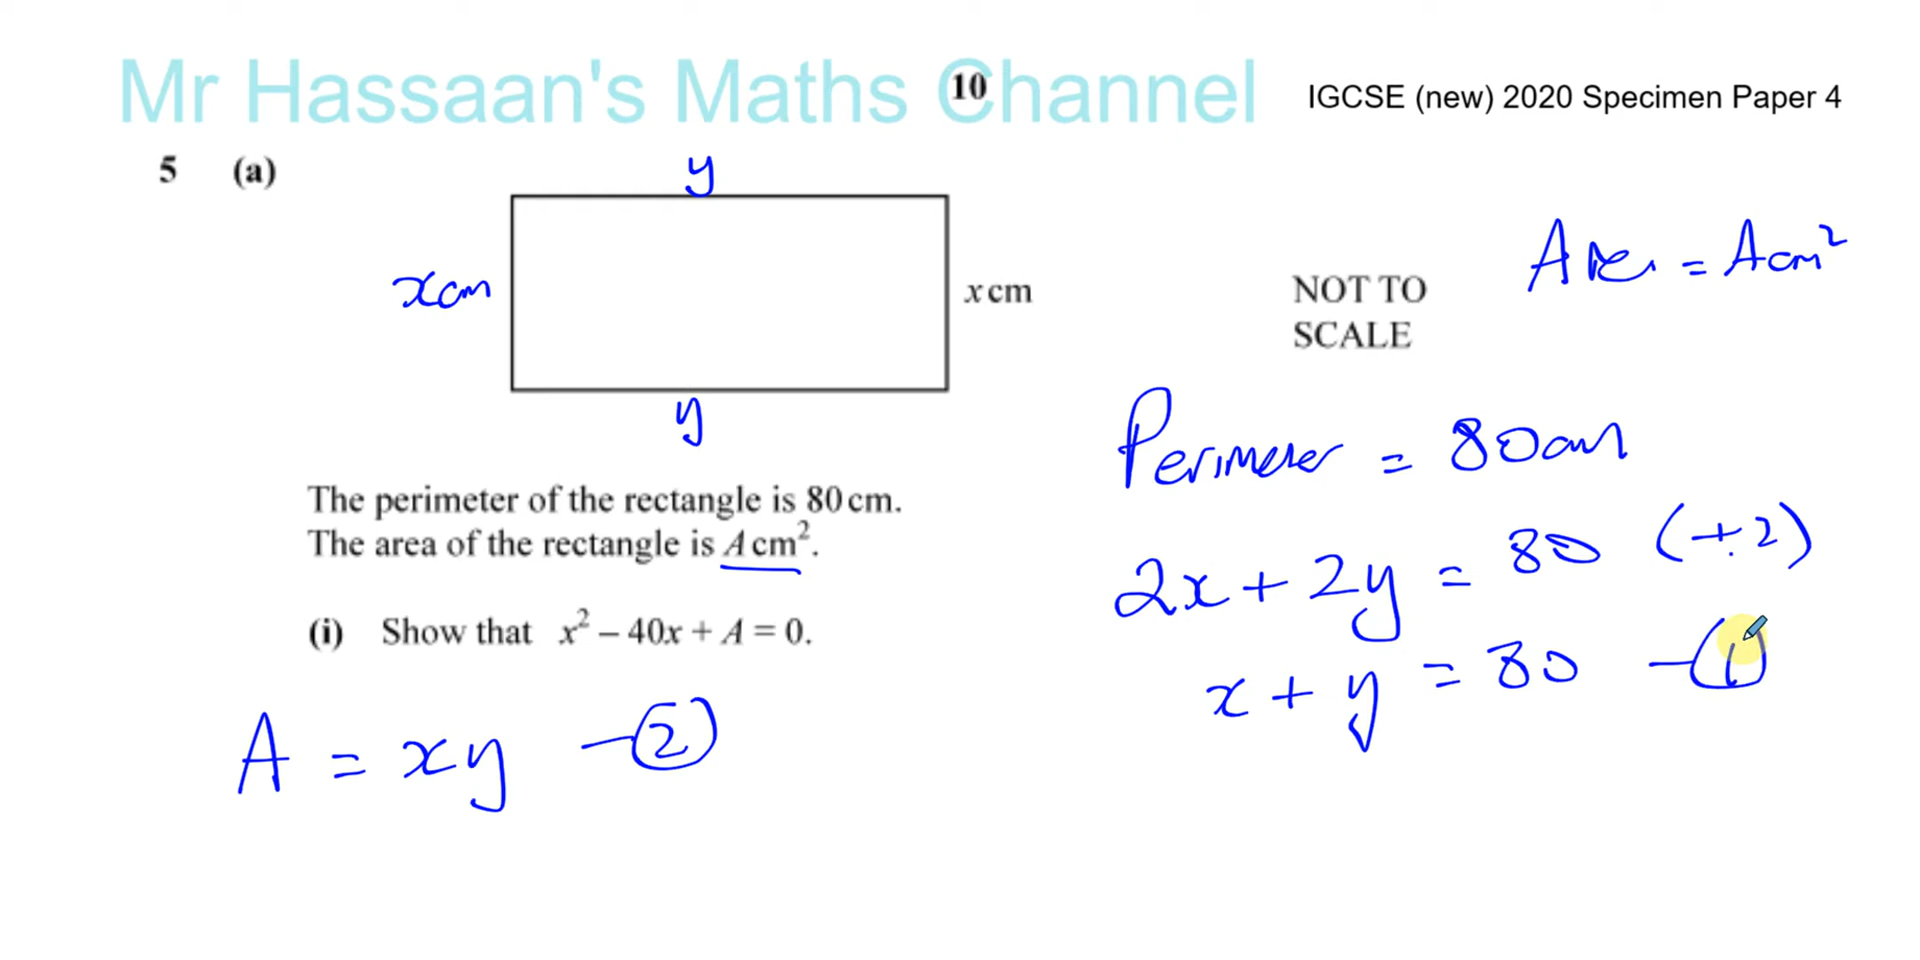 Mr Hassaan's Maths Channel
10
IGCSE (new) 2020 Specimen Paper 4
5 (a)
y
x cm
x cm
y
NOT TO
SCALE
Area = A cm²
Perimeter = 80cm
2x + 2y = 80 (÷2)
x + y = 80 -(1)
The perimeter of the rectangle is 80 cm.
The area of the rectangle is A cm².
(i) Show that x² – 40x + A = 0.
A = xy -(2)